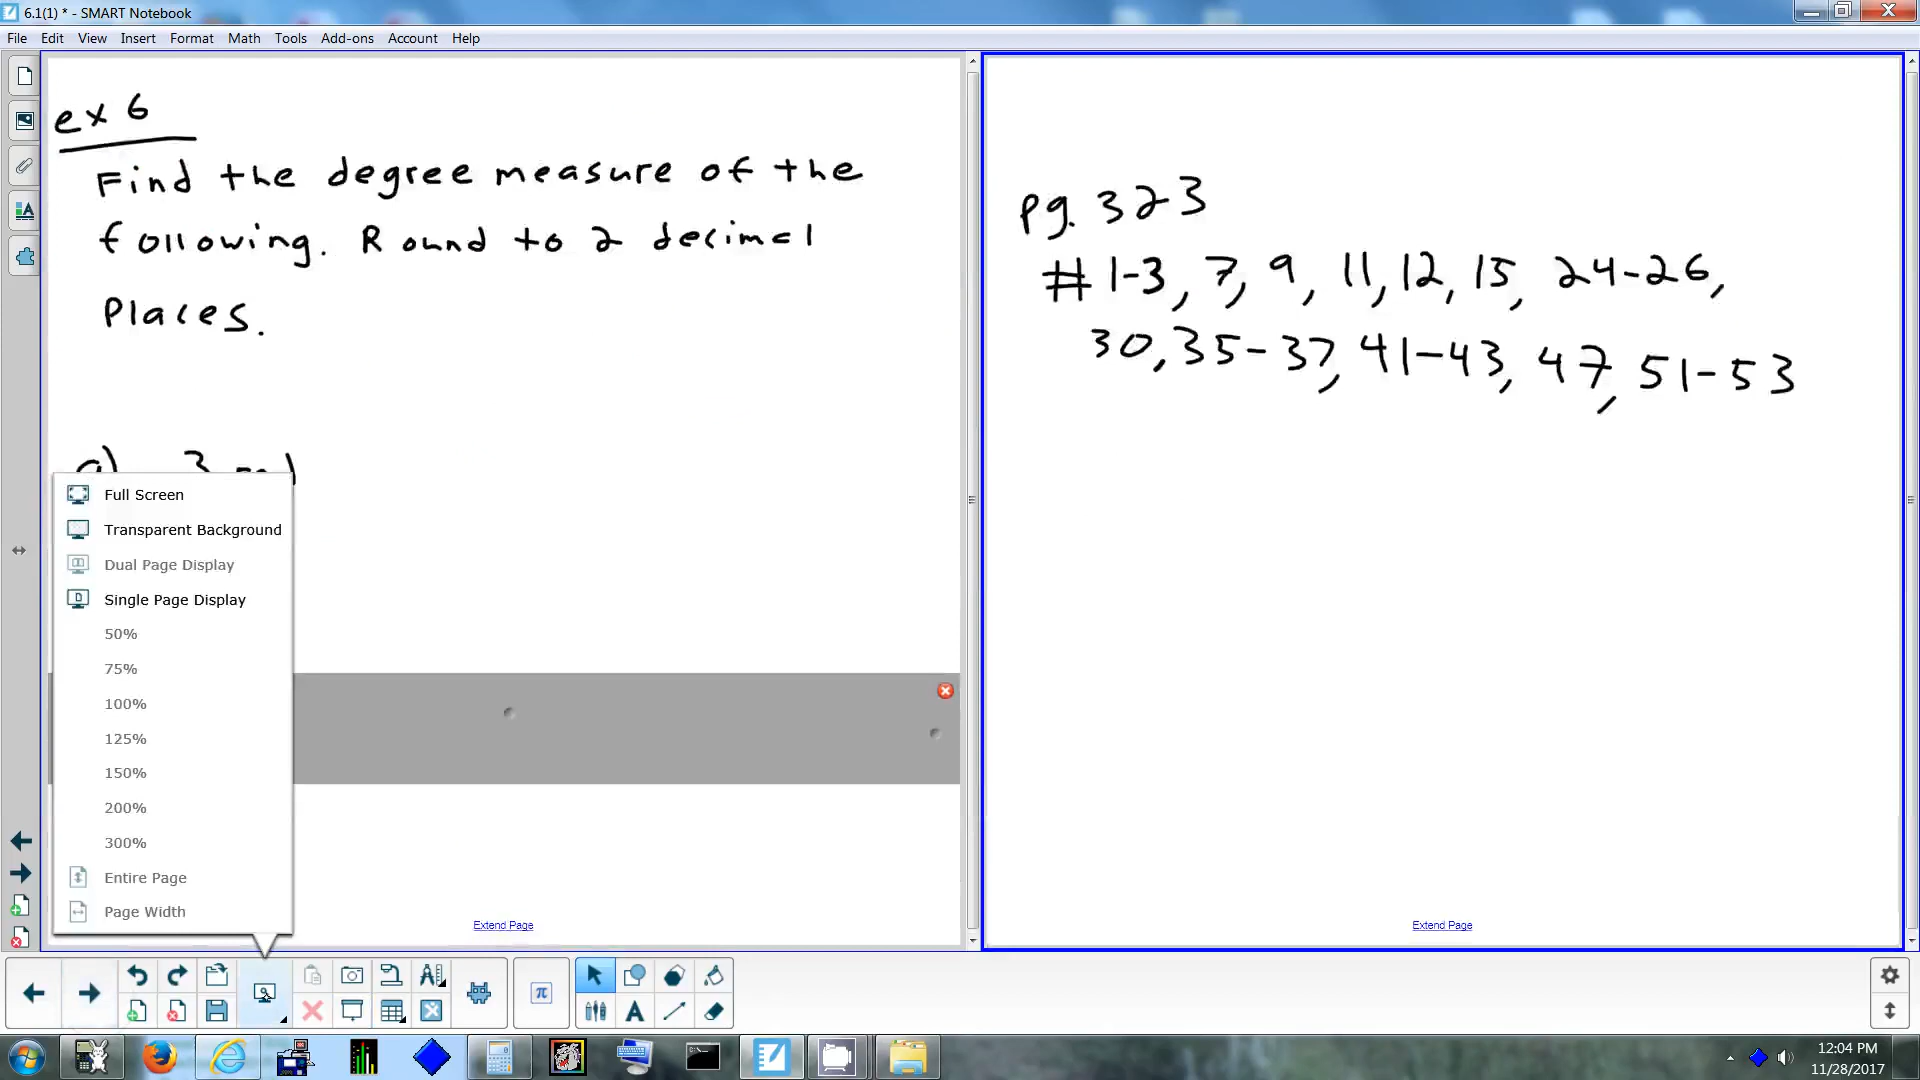 6.1(1) * - SMART Notebook
File Edit View Insert Format Math Tools Add-ons Account Help
ex 6
Find the degree measure of the
following. Round to 2 decimal
Places.
a) 3 rad
Full Screen
Transparent Background
Dual Page Display
Single Page Display
50%
75%
100%
125%
150%
200%
300%
Entire Page
Page Width
Extend Page
pg. 323
# 1-3, 7, 9, 11, 12, 15, 24-26,
30, 35-37, 41-43, 47, 51-53
Extend Page
π
A
12:04 PM
11/28/2017